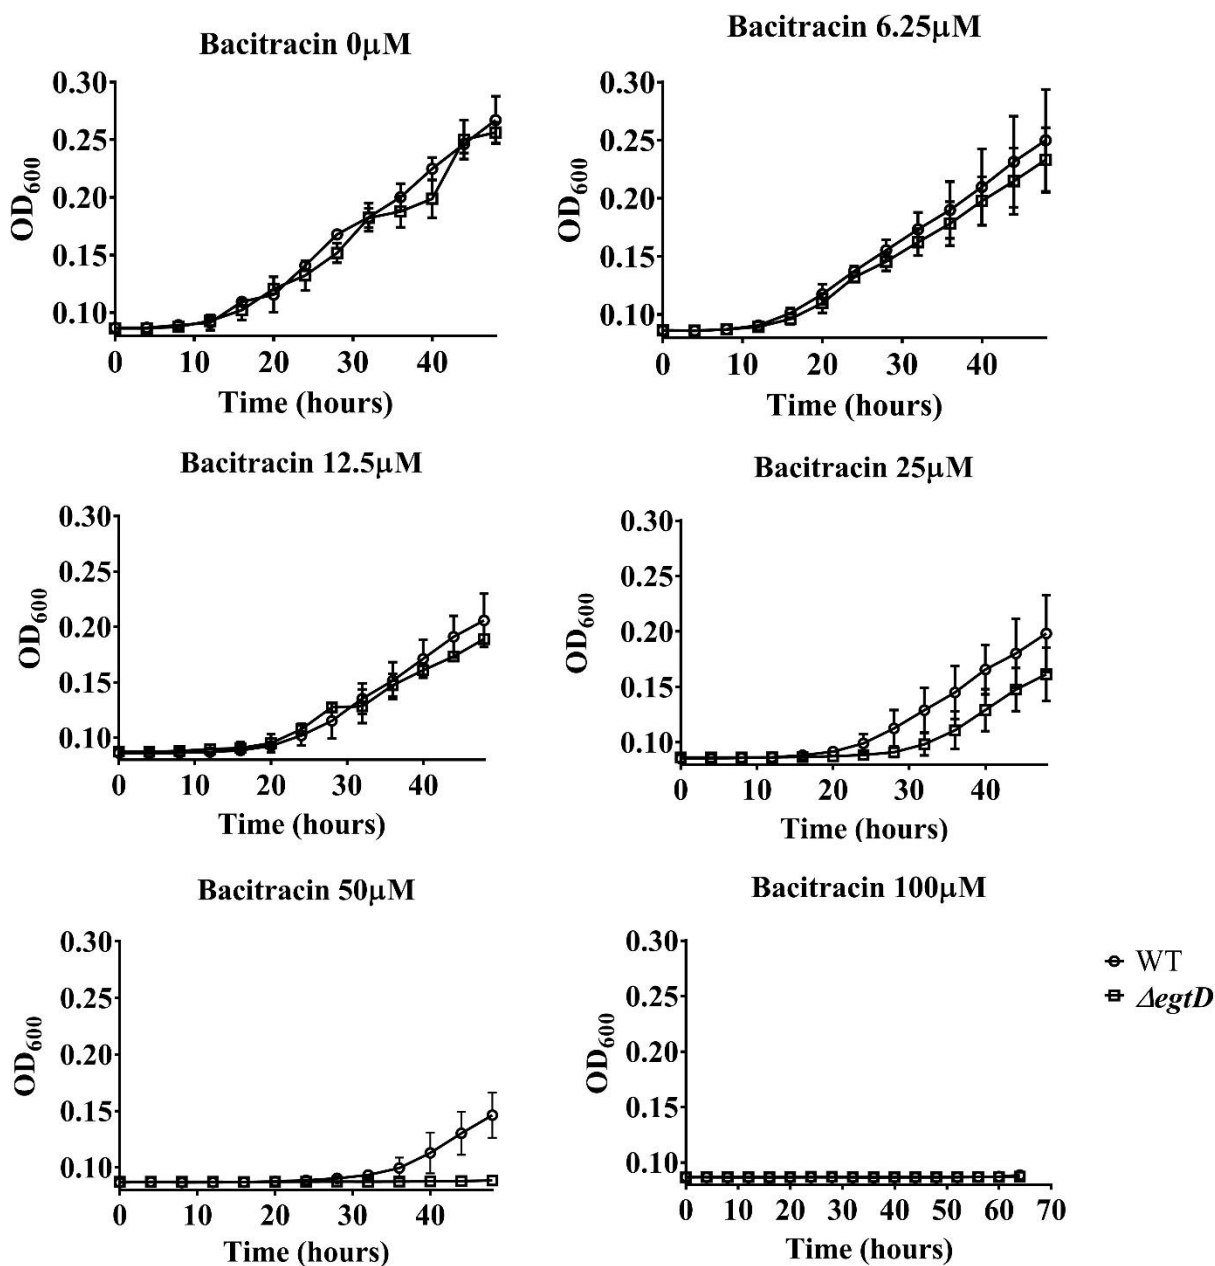 Bacitracin 0μM
0.30
0.25
0.20
0.15
0.10
OD600
0 10 20 30 40
Time (hours)
Bacitracin 6.25μM
0.30
0.25
0.20
0.15
0.10
OD600
0 10 20 30 40
Time (hours)
Bacitracin 12.5μM
0.30
0.25
0.20
0.15
0.10
OD600
0 10 20 30 40
Time (hours)
Bacitracin 25μM
0.30
0.25
0.20
0.15
0.10
OD600
0 10 20 30 40
Time (hours)
Bacitracin 50μM
0.30
0.25
0.20
0.15
0.10
OD600
0 10 20 30 40
Time (hours)
Bacitracin 100μM
0.30
0.25
0.20
0.15
0.10
OD600
0 10 20 30 40 50 60 70
Time (hours)
WT
ΔegtD